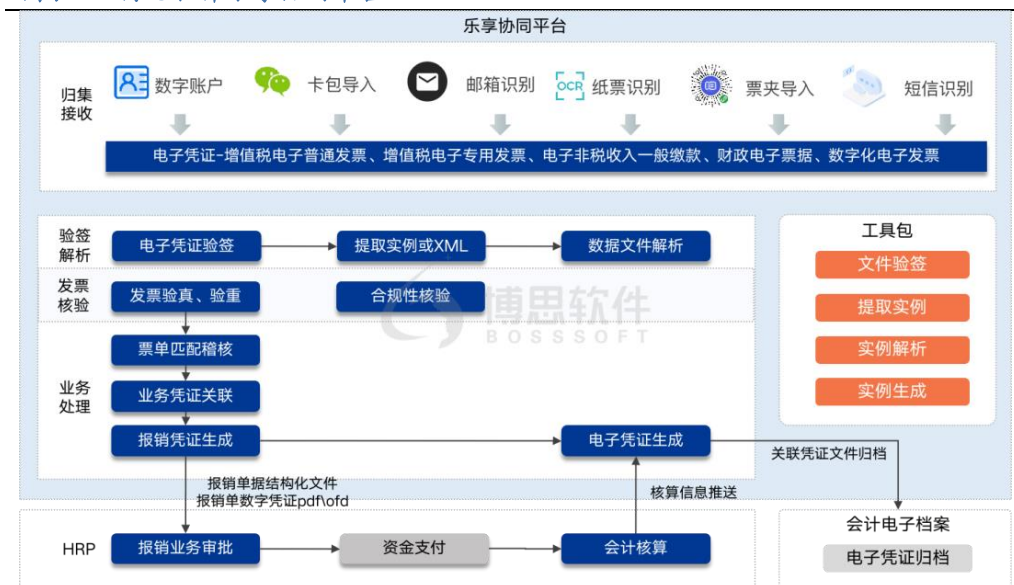 乐享协同平台
归集
接收
数字账户
卡包导入
邮箱识别
OCR
纸票识别
票夹导入
短信识别
电子凭证-增值税电子普通发票、增值税电子专用发票、电子非税收入一般缴款、财政电子票据、数字化电子发票
验签
解析
电子凭证验签
提取实例或XML
数据文件解析
发票
核验
发票验真、验重
合规性核验
博思软件
BOSSSOFT
业务
处理
票单匹配稽核
业务凭证关联
报销凭证生成
电子凭证生成
工具包
文件验签
提取实例
实例解析
实例生成
关联凭证文件归档
报销单据结构化文件
报销单数字凭证pdf\ofd
核算信息推送
HRP
报销业务审批
资金支付
会计核算
会计电子档案
电子凭证归档